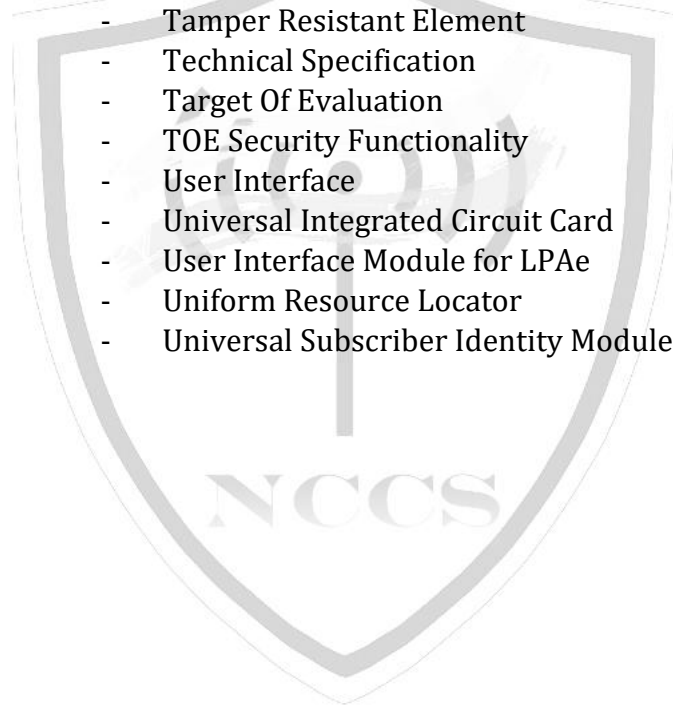 - Tamper Resistant Element
- Technical Specification
- Target Of Evaluation
- TOE Security Functionality
- User Interface
- Universal Integrated Circuit Card
- User Interface Module for LPAe
- Uniform Resource Locator
- Universal Subscriber Identity Module
NCCS